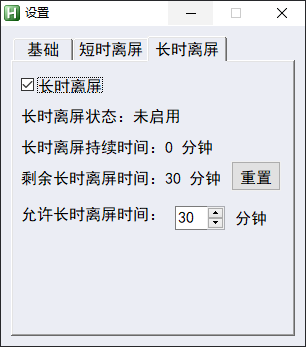 设置
基础 短时离屏 长时离屏
长时离屏
长时离屏状态：未启用
长时离屏持续时间：0 分钟
剩余长时离屏时间：30 分钟 重置
允许长时离屏时间： 30 分钟